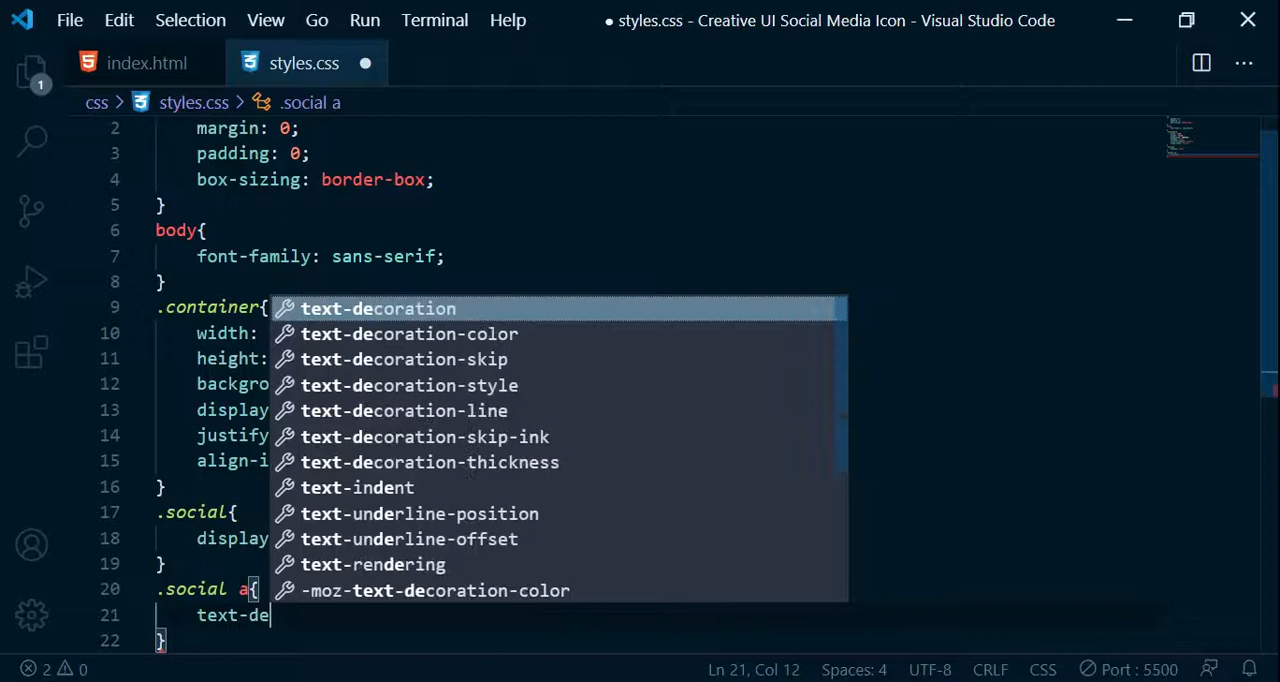 File Edit Selection View Go Run Terminal Help ● styles.css - Creative UI Social Media Icon - Visual Studio Code
index.html styles.css
1
css > styles.css > .social a
2 margin: 0;
3 padding: 0;
4 box-sizing: border-box;
5 }
6 body{
7 font-family: sans-serif;
8 }
9 .container{
text-decoration
10 width:
text-decoration-color
11 height:
text-decoration-skip
12 backgro
text-decoration-style
13 display
text-decoration-line
14 justify
text-decoration-skip-ink
15 align-i
text-decoration-thickness
16 }
text-indent
17 .social{
text-underline-position
18 display
text-underline-offset
19 }
text-rendering
20 .social a{
-moz-text-decoration-color
21 text-de
22 }
2 0 Ln 21, Col 12 Spaces: 4 UTF-8 CRLF CSS Port : 5500